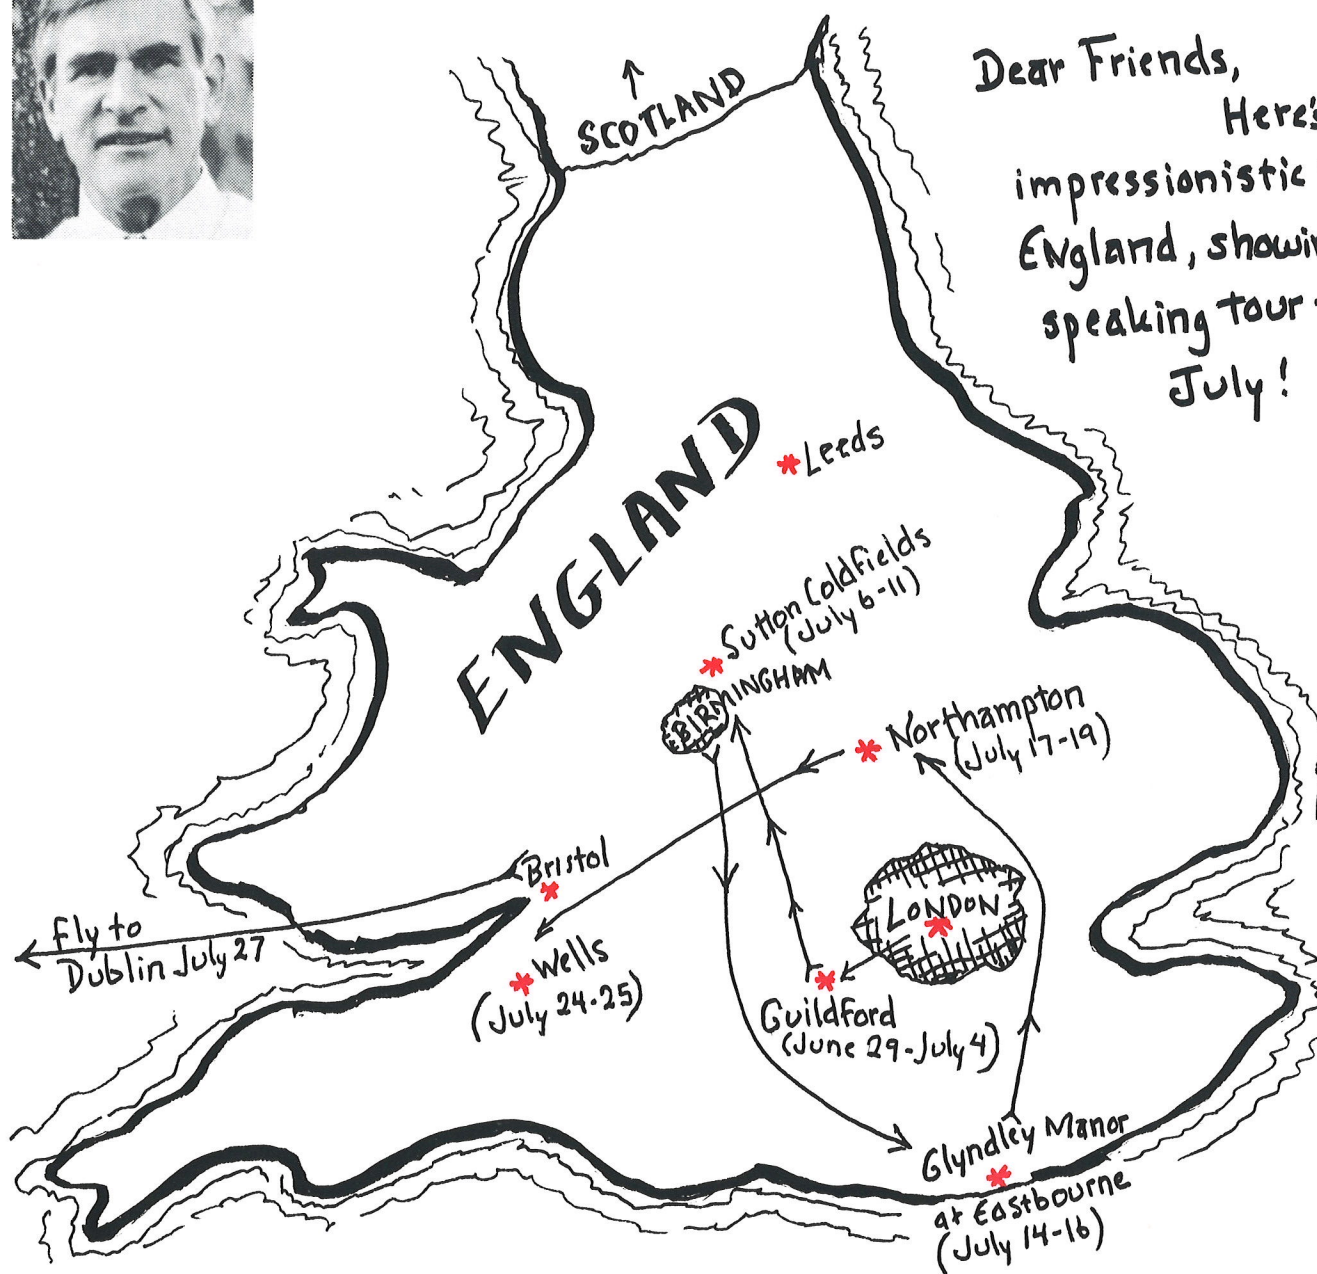 Dear Friends,
Here's
impressionistic
England, showin
speaking tour
July!
SCOTLAND
ENGLAND
Leeds
Sutton Coldfields
(July 6-11)
BIRMINGHAM
Northampton
(July 17-19)
Bristol
LONDON
Fly to
Dublin July 27
Wells
(July 24-25)
Guildford
(June 29-July 4)
Glyndley Manor
at Eastbourne
(July 14-16)